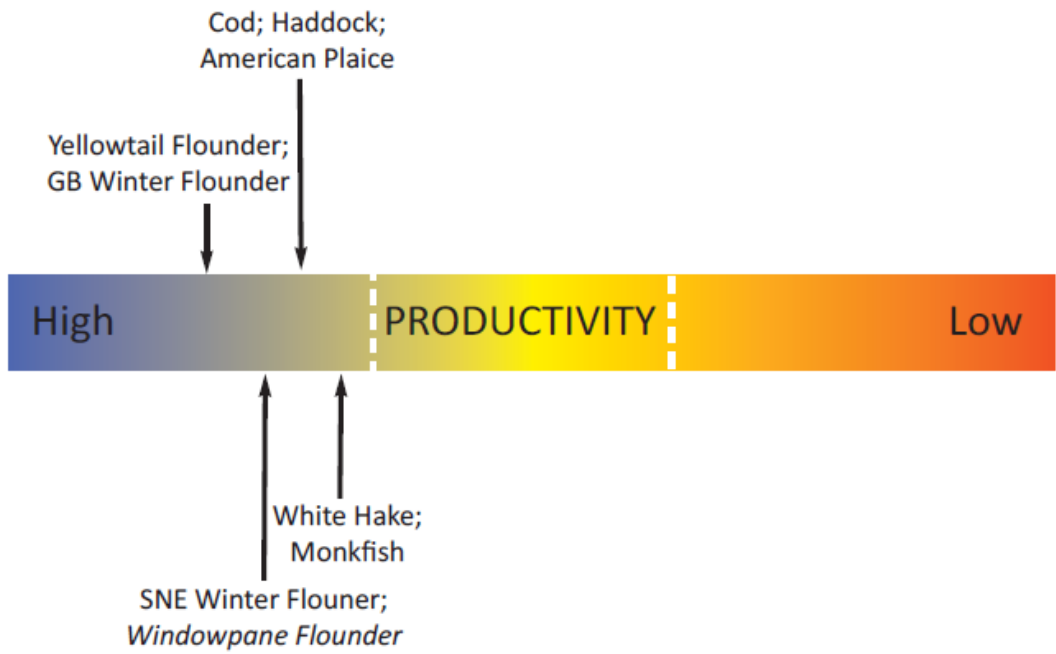 Cod; Haddock;
American Plaice
Yellowtail Flounder;
GB Winter Flounder
High PRODUCTIVITY Low
White Hake;
Monkfish
SNE Winter Flouner;
Windowpane Flounder